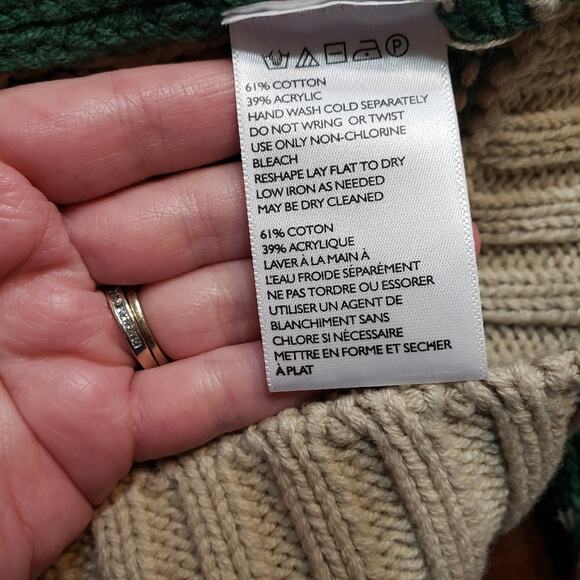 P
61% COTTON
39% ACRYLIC
HAND WASH COLD SEPARATELY
DO NOT WRING OR TWIST
USE ONLY NON-CHLORINE
BLEACH
RESHAPE LAY FLAT TO DRY
LOW IRON AS NEEDED
MAY BE DRY CLEANED
61% COTON
39% ACRYLIQUE
LAVER À LA MAIN À
L'EAU FROIDE SÉPARÉMENT
NE PAS TORDRE OU ESSORER
UTILISER UN AGENT DE
BLANCHIMENT SANS
CHLORE SI NÉCESSAIRE
METTRE EN FORME ET SECHER
À PLAT